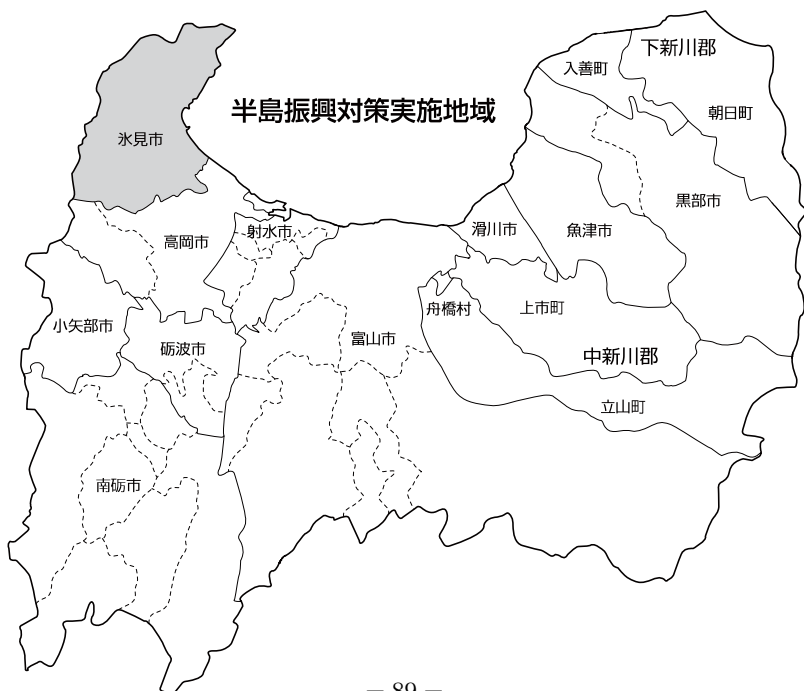 下新川郡
入善町
半島振興対策実施地域
朝日町
氷見市
黒部市
高岡市
射水市
滑川市
魚津市
舟橋村
上市町
小矢部市
砺波市
富山市
中新川郡
立山町
南砺市
− 89 −